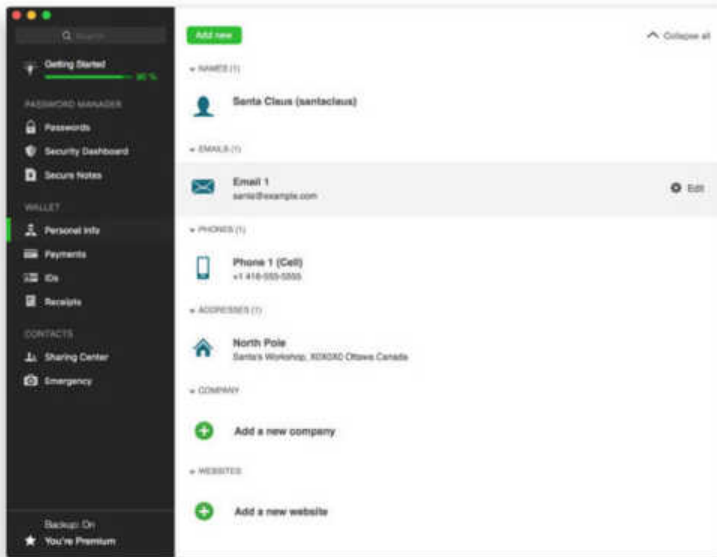 Search
Add new
Collapse all
Getting Started
90 %
NAMES (1)
Santa Claus (santaclaus)
PASSWORD MANAGER
Passwords
Security Dashboard
Secure Notes
EMAILS (1)
Email 1
santa@example.com
Edit
WALLET
Personal Info
Payments
IDs
Receipts
PHONES (1)
Phone 1 (Cell)
+1 416-555-5555
ADDRESSES (1)
North Pole
Santa's Workshop, X0X0X0 Ottawa Canada
CONTACTS
Sharing Center
Emergency
COMPANY
Add a new company
WEBSITES
Add a new website
Backup: On
You're Premium